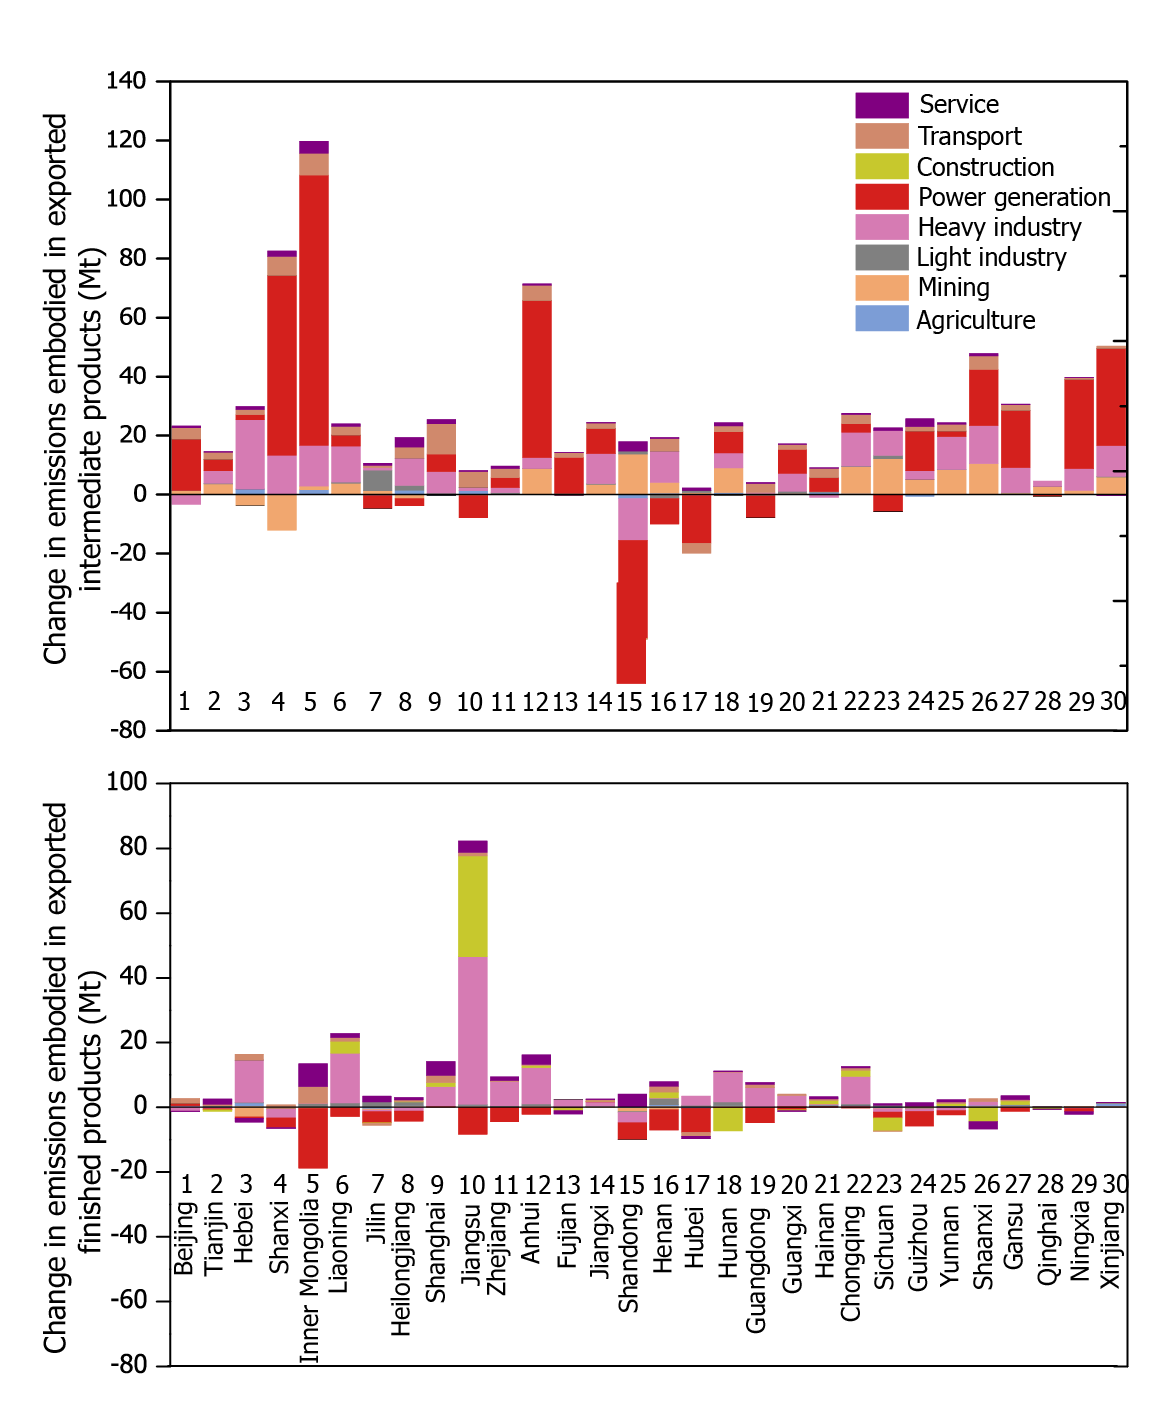 Change in emissions embodied in exported
intermediate products (Mt)
140
120
100
80
60
40
20
0
-20
-40
-60
-80
Service
Transport
Construction
Power generation
Heavy industry
Light industry
Mining
Agriculture
1 2 3 4 5 6 7 8 9 10 11 12 13 14 15 16 17 18 19 20 21 22 23 24 25 26 27 28 29 30
Change in emissions embodied in exported
finished products (Mt)
100
80
60
40
20
0
-20
-40
-60
-80
1 2 3 4 5 6 7 8 9 10 11 12 13 14 15 16 17 18 19 20 21 22 23 24 25 26 27 28 29 30
Beijing
Tianjin
Hebei
Shanxi
Inner Mongolia
Liaoning
Jilin
Heilongjiang
Shanghai
Jiangsu
Zhejiang
Anhui
Fujian
Jiangxi
Shandong
Henan
Hubei
Hunan
Guangdong
Guangxi
Hainan
Chongqing
Sichuan
Guizhou
Yunnan
Shaanxi
Gansu
Qinghai
Ningxia
Xinjiang